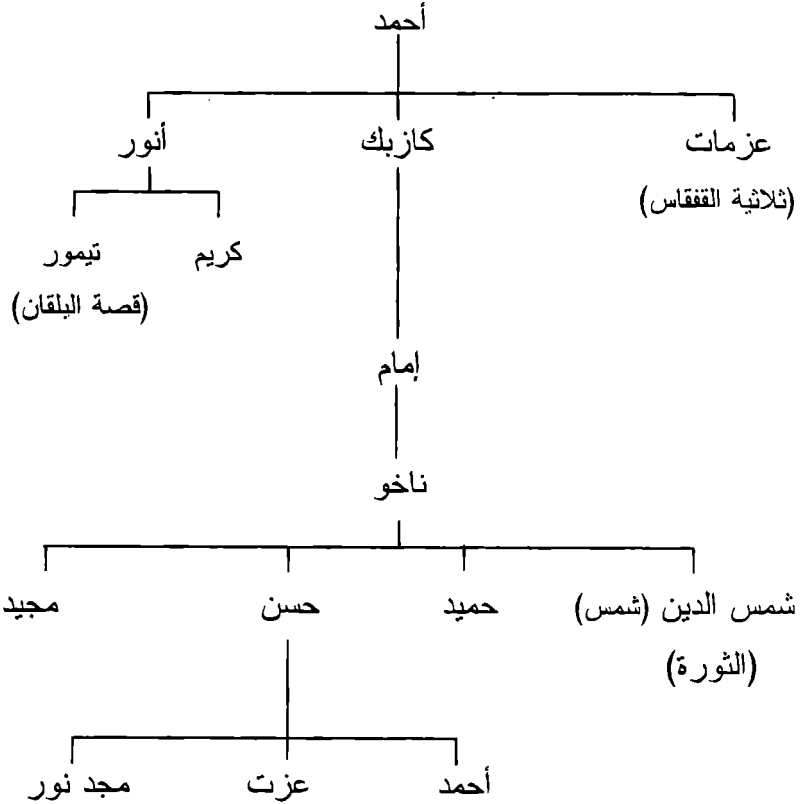 أحمد
عزمات كازبك أنور
(ثلاثية القفقاس)
كريم تيمور
(قصة البلقان)
إمام
ناخو
شمس الدين (شمس) حميد حسن مجيد
(الثورة)
أحمد عزت مجد نور